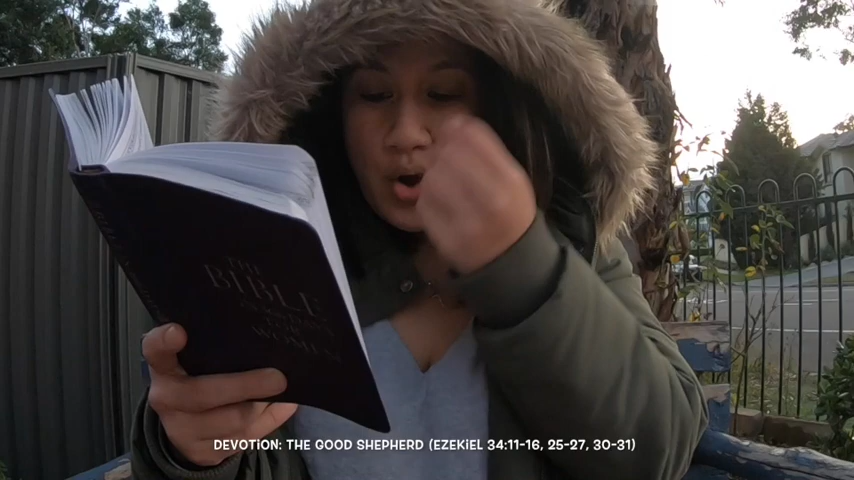 THE
BIBLE
WOMEN
DEVOTION: THE GOOD SHEPHERD (EZEKIEL 34:11-16, 25-27, 30-31)